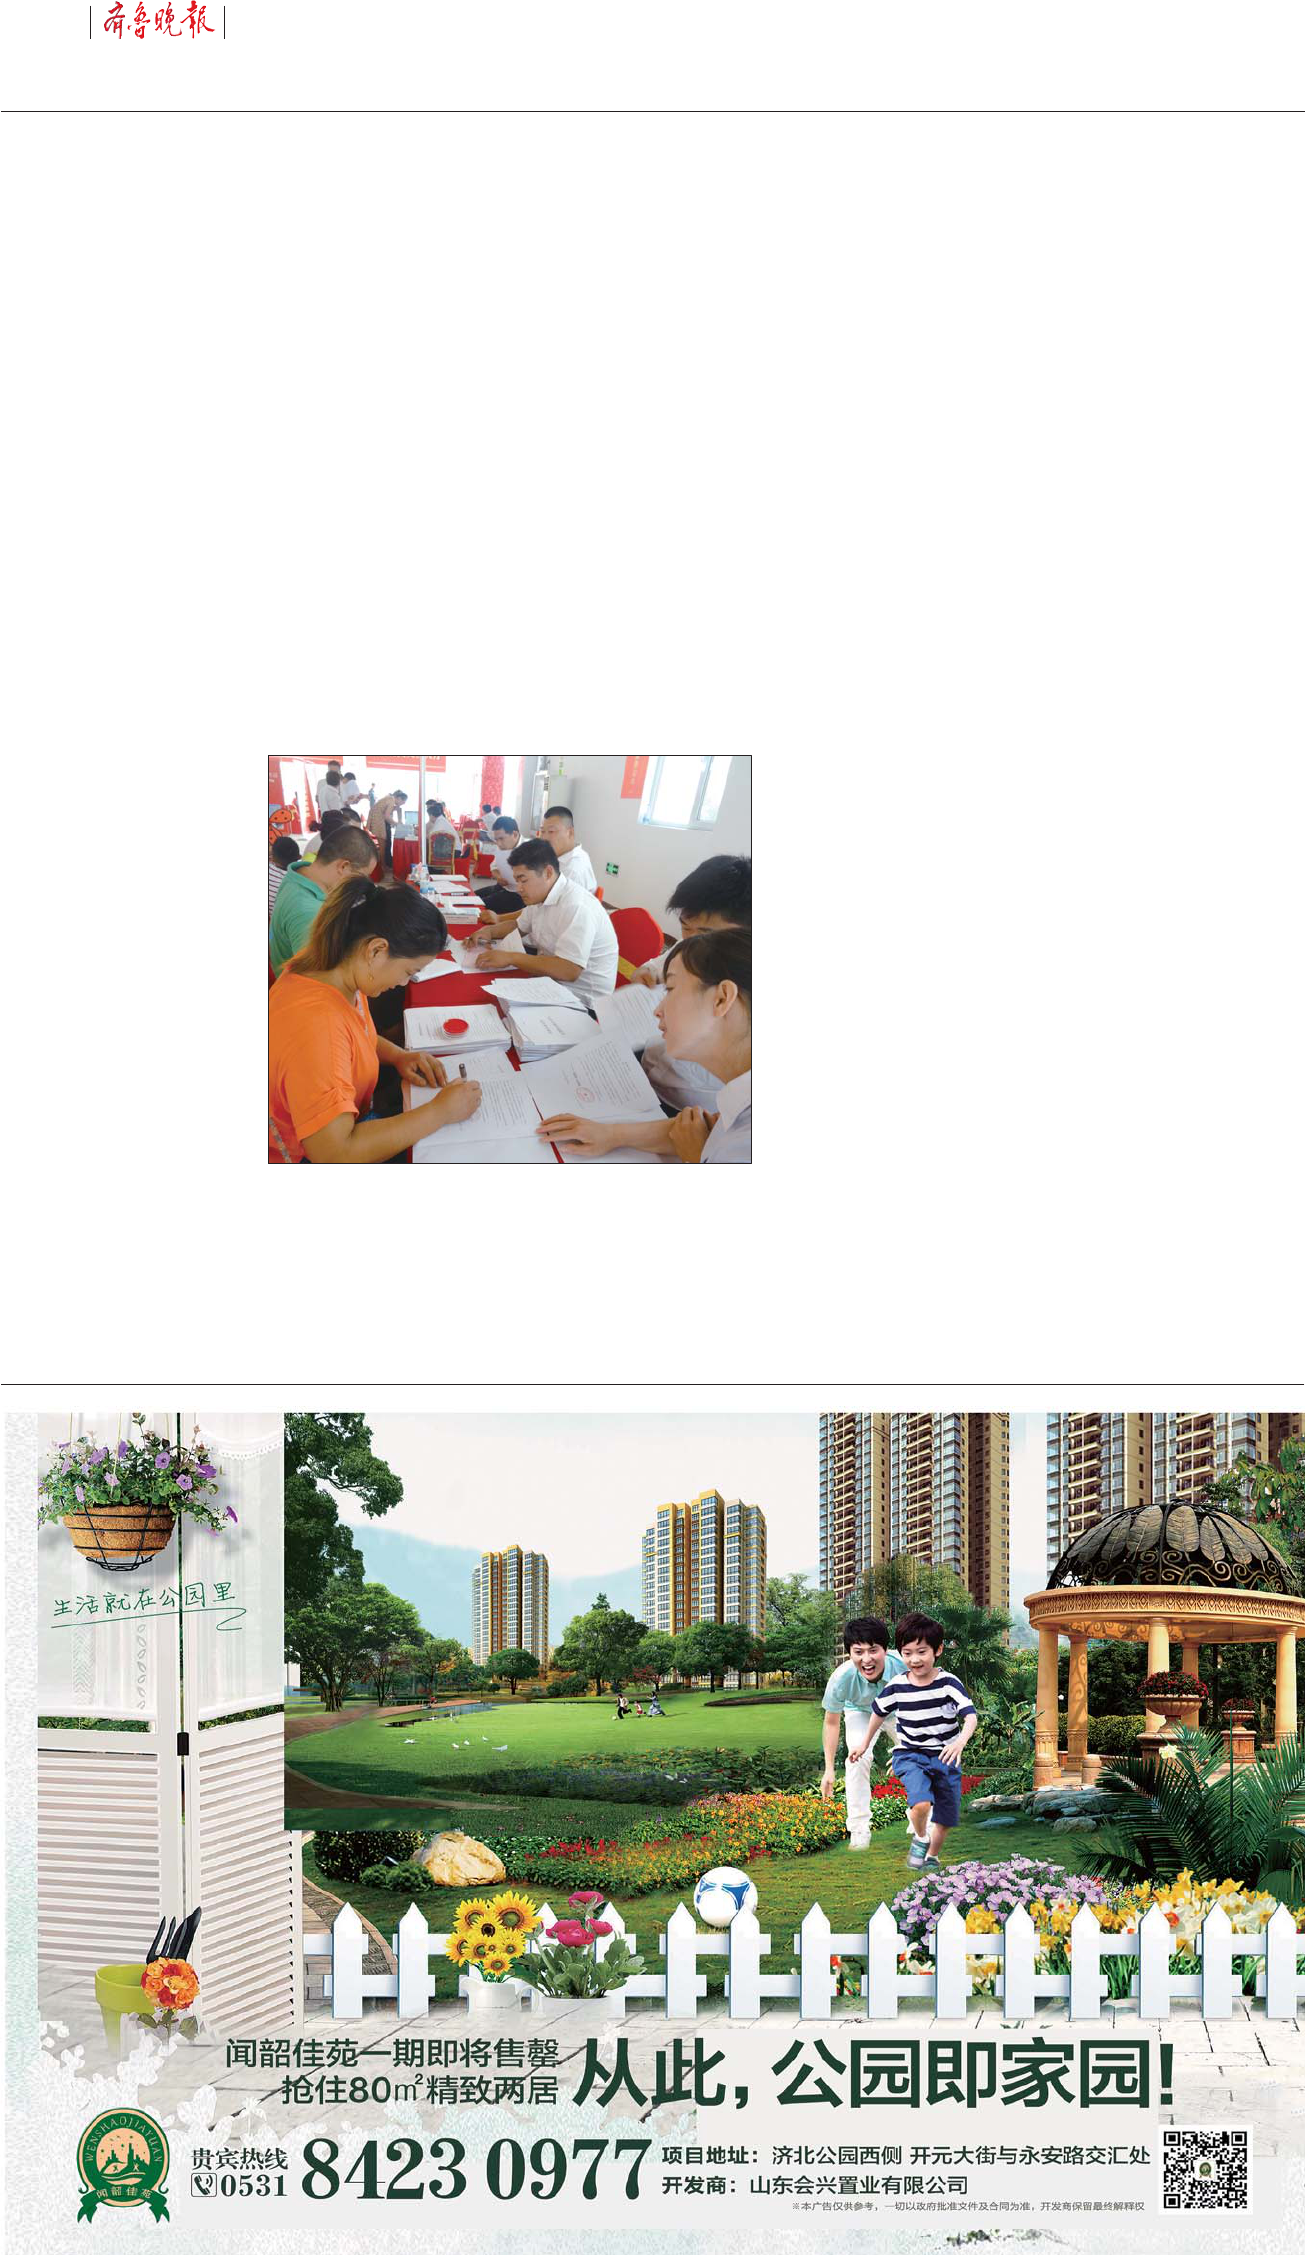 齐鲁晚报
生活就在公园里
闻韶佳苑一期即将售罄
抢住80㎡精致两居
从此，公园即家园！
WENSHAOJIAYUAN
闻韶佳苑
贵宾热线
0531 8423 0977
项目地址：济北公园西侧 开元大街与永安路交汇处
开发商：山东会兴置业有限公司
※本广告仅供参考，一切以政府批准文件及合同为准，开发商保留最终解释权